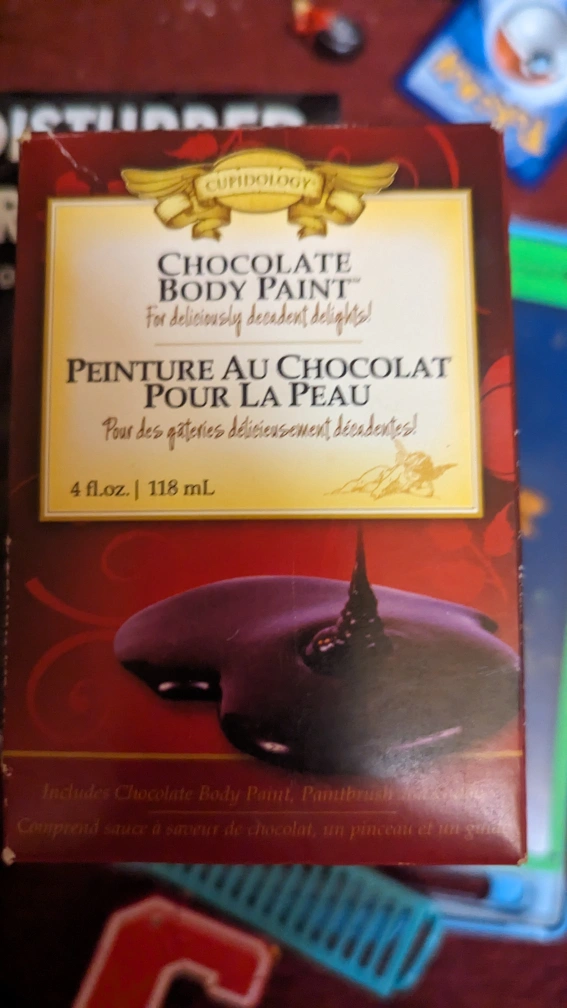 DISTURBED
CUPIDOLOGY
CHOCOLATE
BODY PAINT™
For deliciously decadent delights!
PEINTURE AU CHOCOLAT
POUR LA PEAU
Pour des gâteries délicieusement décadentes!
4 fl.oz. | 118 mL
Includes Chocolate Body Paint, Paintbrush
Comprend sauce à saveur de chocolat, un pinceau et un guide